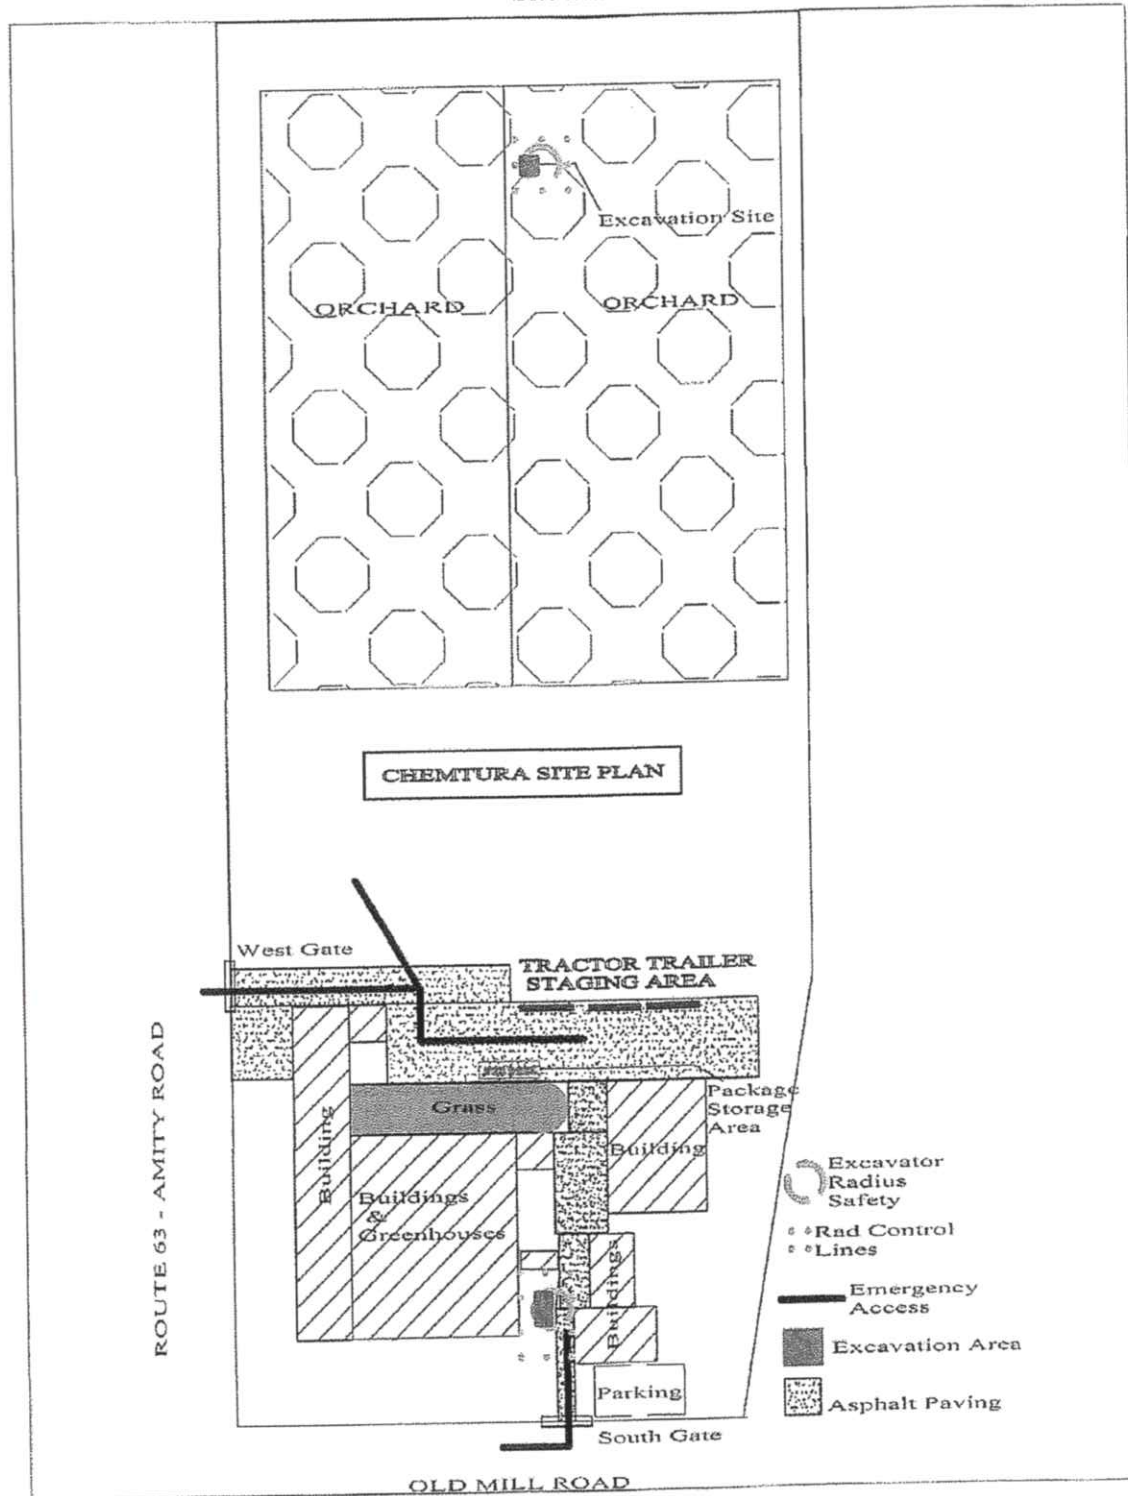 Excavation Site
ORCHARD
ORCHARD
CHEMTURA SITE PLAN
West Gate
TRACTOR TRAILER
STAGING AREA
ROUTE 63 - AMITY ROAD
Grass
Package
Storage
Area
Building
Building
Buildings
&
Greenhouses
Buildings
Excavator
Radius
Safety
Rad Control
Lines
Emergency
Access
Excavation Area
Asphalt Paving
Parking
South Gate
OLD MILL ROAD